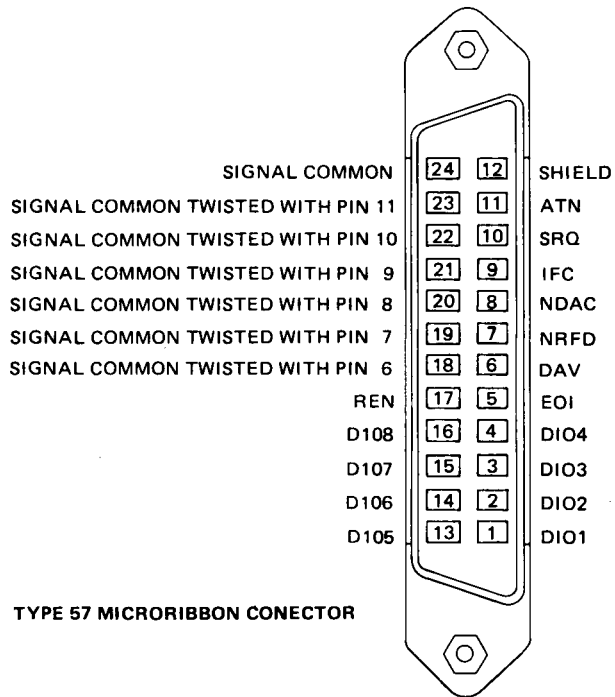 SIGNAL COMMON 24 12 SHIELD
SIGNAL COMMON TWISTED WITH PIN 11 23 11 ATN
SIGNAL COMMON TWISTED WITH PIN 10 22 10 SRQ
SIGNAL COMMON TWISTED WITH PIN 9 21 9 IFC
SIGNAL COMMON TWISTED WITH PIN 8 20 8 NDAC
SIGNAL COMMON TWISTED WITH PIN 7 19 7 NRFD
SIGNAL COMMON TWISTED WITH PIN 6 18 6 DAV
REN 17 5 EOI
D108 16 4 DIO4
D107 15 3 DIO3
D106 14 2 DIO2
D105 13 1 DIO1
TYPE 57 MICRORIBBON CONECTOR